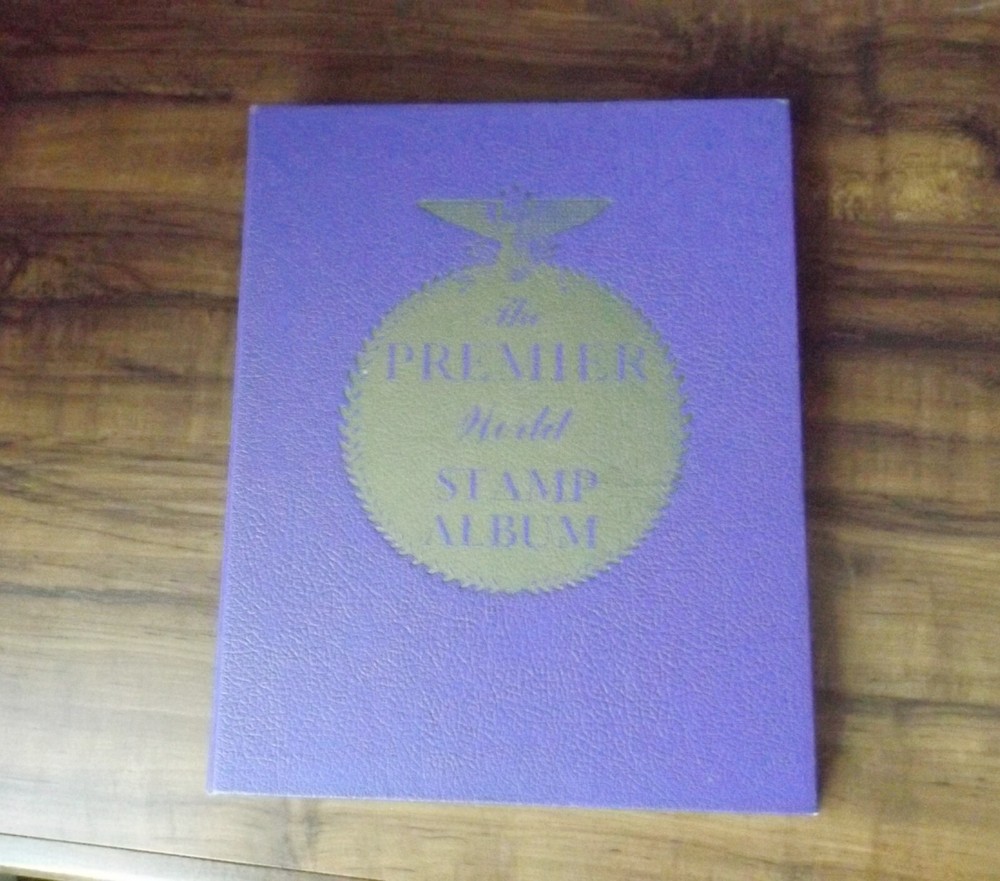 The
PREMIER
World
STAMP
ALBUM